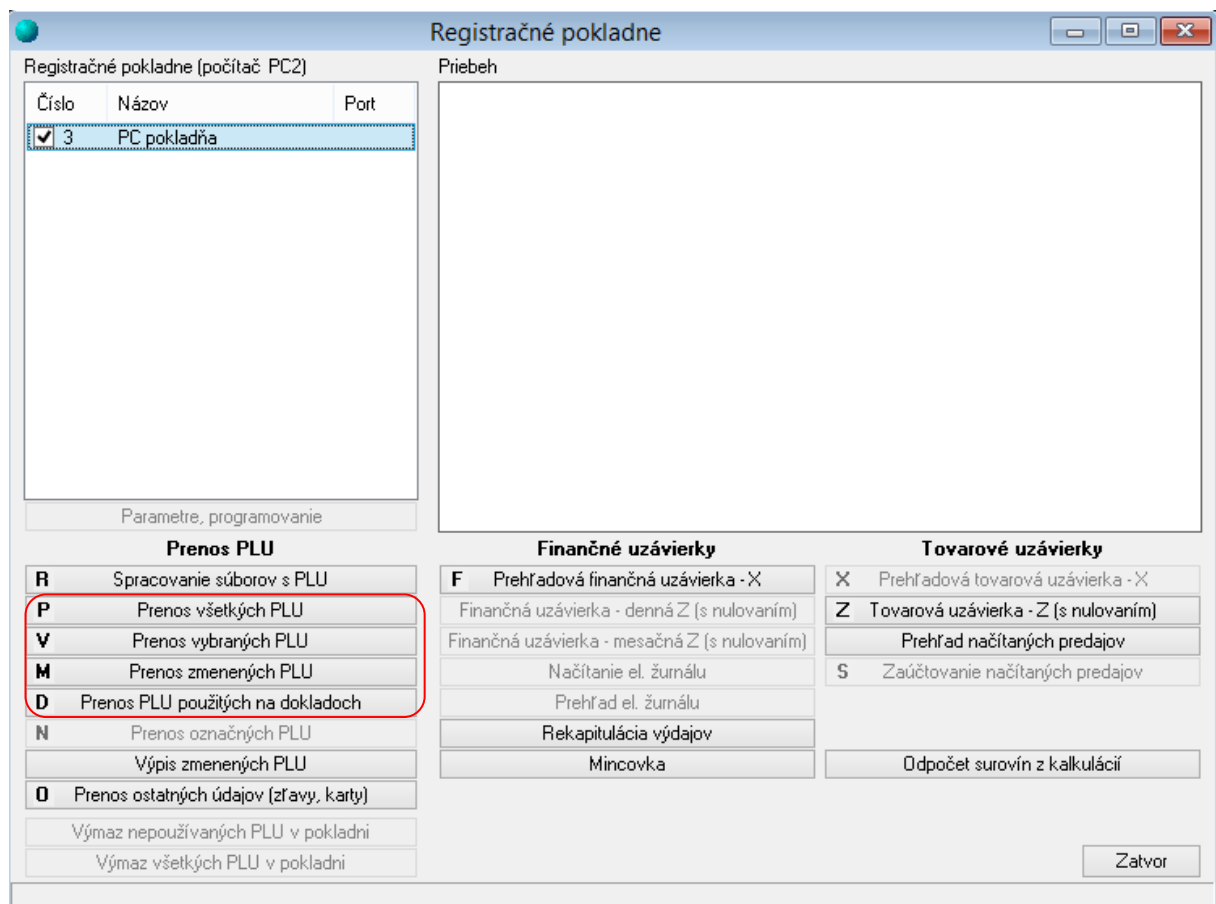 Registračné pokladne
Registračné pokladne (počítač PC2)
Číslo Názov Port
3 PC pokladňa
Parametre, programovanie
Priebeh
Prenos PLU
R Spracovanie súborov s PLU
P Prenos všetkých PLU
V Prenos vybraných PLU
M Prenos zmenených PLU
D Prenos PLU použitých na dokladoch
N Prenos označných PLU
Výpis zmenených PLU
O Prenos ostatných údajov (zľavy, karty)
Výmaz nepoužívaných PLU v pokladni
Výmaz všetkých PLU v pokladni
Finančné uzávierky
F Prehľadová finančná uzávierka - X
Finančná uzávierka - denná Z (s nulovaním)
Finančná uzávierka - mesačná Z (s nulovaním)
Načítanie el. žurnálu
Prehľad el. žurnálu
Rekapitulácia výdajov
Mincovka
Tovarové uzávierky
X Prehľadová tovarová uzávierka - X
Z Tovarová uzávierka - Z (s nulovaním)
Prehľad načítaných predajov
S Zaúčtovanie načítaných predajov
Odpočet surovín z kalkulácií
Zatvor